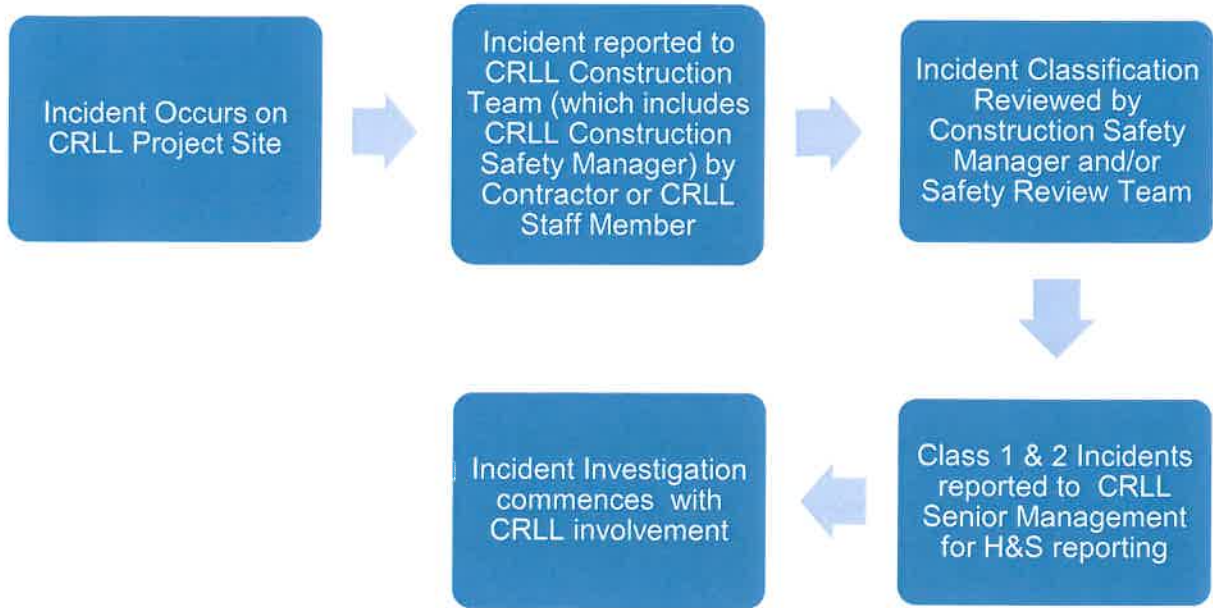 Incident Occurs on
CRLL Project Site
Incident reported to
CRLL Construction
Team (which includes
CRLL Construction
Safety Manager) by
Contractor or CRLL
Staff Member
Incident Classification
Reviewed by
Construction Safety
Manager and/or
Safety Review Team
Class 1 & 2 Incidents
reported to CRLL
Senior Management
for H&S reporting
Incident Investigation
commences with
CRLL involvement